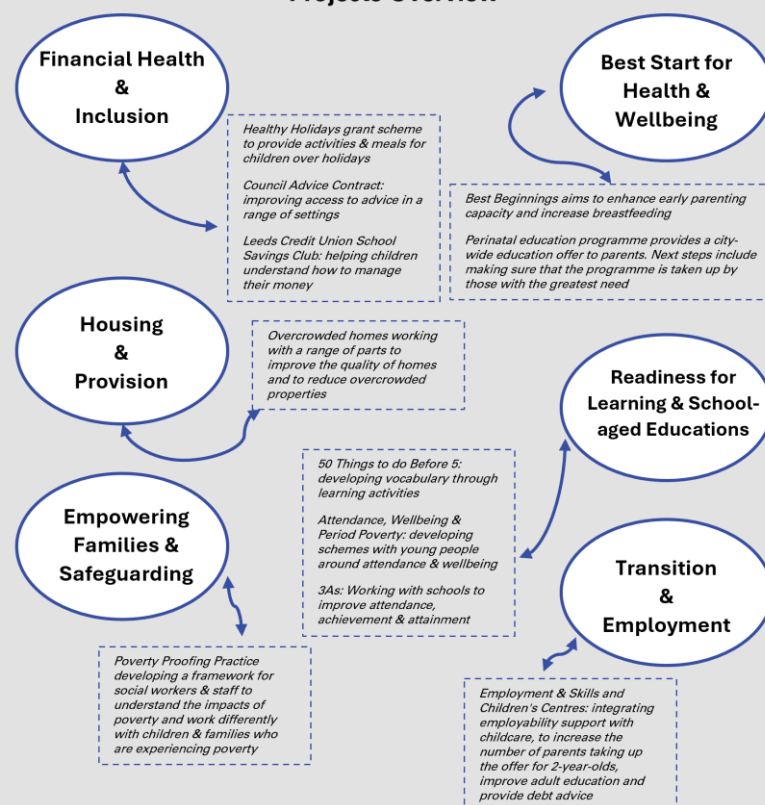 Projects Overview
Financial Health
&
Inclusion
Healthy Holidays grant scheme
to provide activities & meals for
children over holidays
Council Advice Contract:
improving access to advice in a
range of settings
Leeds Credit Union School
Savings Club: helping children
understand how to manage
their money
Best Start for
Health &
Wellbeing
Best Beginnings aims to enhance early parenting
capacity and increase breastfeeding
Perinatal education programme provides a city-
wide education offer to parents. Next steps include
making sure that the programme is taken up by
those with the greatest need
Housing
&
Provision
Overcrowded homes working
with a range of parts to
improve the quality of homes
and to reduce overcrowded
properties
Readiness for
Learning & School-
aged Educations
50 Things to do Before 5:
developing vocabulary through
learning activities
Attendance, Wellbeing &
Period Poverty: developing
schemes with young people
around attendance & wellbeing
3As: Working with schools to
improve attendance,
achievement & attainment
Empowering
Families &
Safeguarding
Poverty Proofing Practice
developing a framework for
social workers & staff to
understand the impacts of
poverty and work differently
with children & families who
are experiencing poverty
Transition
&
Employment
Employment & Skills and
Children's Centres: integrating
employability support with
childcare, to increase the
number of parents taking up
the offer for 2-year-olds,
improve adult education and
provide debt advice